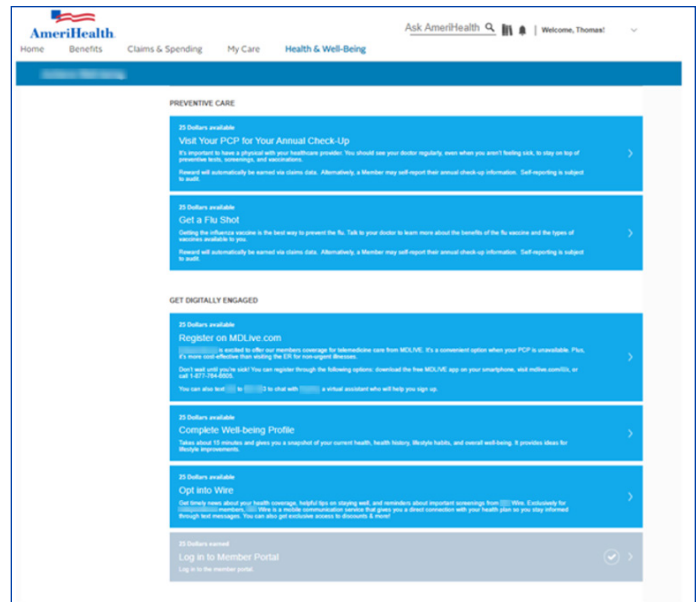 AmeriHealth.
Ask AmeriHealth
Welcome, Thomas!
Home Benefits Claims & Spending My Care Health & Well-Being
PREVENTIVE CARE
25 Dollars available
Visit Your PCP for Your Annual Check-Up
It's important to have a physical with your healthcare provider. You should see your doctor regularly, even when you aren't feeling sick, to stay on top of
preventive tests, screenings, and vaccinations.
Reward will automatically be earned via claims data. Alternatively, a Member may self-report their annual check-up information. Self-reporting is subject
to audit.
25 Dollars available
Get a Flu Shot
Getting the influenza vaccine is the best way to prevent the flu. Talk to your doctor to learn more about the benefits of the flu vaccine and the types of
vaccines available to you.
Reward will automatically be earned via claims data. Alternatively, a Member may self-report their annual check-up information. Self-reporting is subject
to audit.
GET DIGITALLY ENGAGED
25 Dollars available
Register on MDLive.com
is excited to offer our members coverage for telemedicine care from MDLIVE. It's a convenient option when your PCP is unavailable. Plus,
it's more cost-effective than visiting the ER for non-urgent illnesses.
Don't wait until you're sick! You can register through the following options: download the free MDLIVE app on your smartphone, visit or
call
You can also text to to chat with a virtual assistant who will help you sign up.
25 Dollars available
Complete Well-being Profile
Takes about 15 minutes and gives you a snapshot of your current health, health history, lifestyle habits, and overall well-being. It provides ideas for
lifestyle improvements.
25 Dollars available
Opt into Wire
Get timely news about your health coverage, helpful tips on staying well, and reminders about important screenings from Wire. Exclusively for
members, Wire is a mobile communication service that gives you a direct connection with your health plan so you stay informed
through text messages. You can also get exclusive access to discounts & more!
25 Dollars earned
Log in to Member Portal
Log in to the member portal.